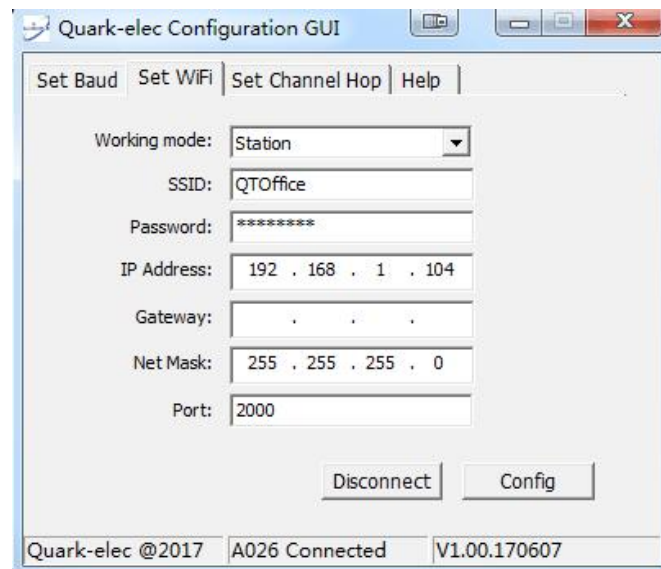 Quark-elec Configuration GUI
Set Baud Set WiFi Set Channel Hop Help
Working mode: Station
SSID: QTOffice
Password: ********
IP Address: 192 . 168 . 1 . 104
Gateway: . . .
Net Mask: 255 . 255 . 255 . 0
Port: 2000
Disconnect Config
Quark-elec @2017 A026 Connected V1.00.170607